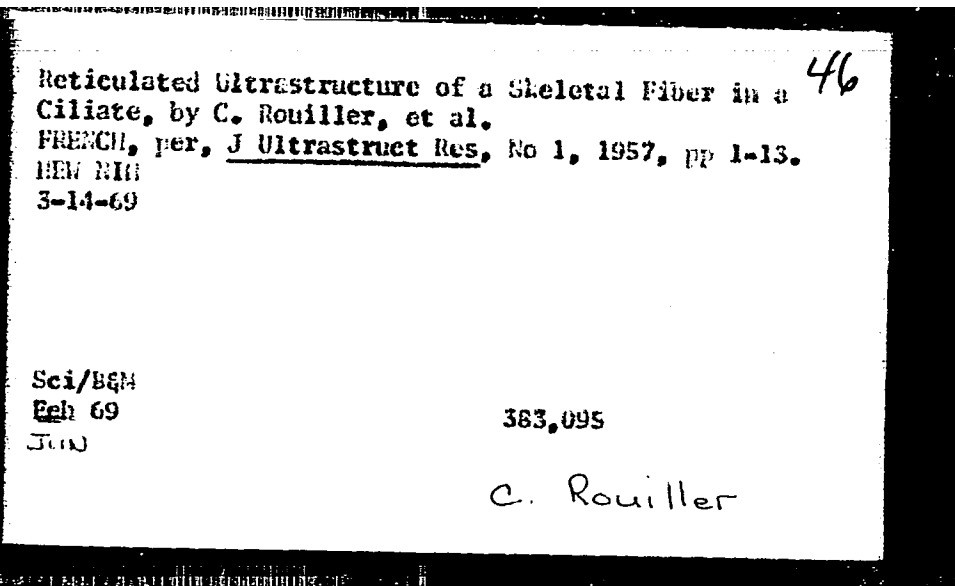 46
Reticulated Ultrastructure of a Skeletal Fiber in a
Ciliate, by C. Rouiller, et al.
FRENCH, per, J Ultrastruct Res, No 1, 1957, pp 1-13.
3-14-69
Sci/B&M
Feb 69
JUN
383,095
C. Rouiller